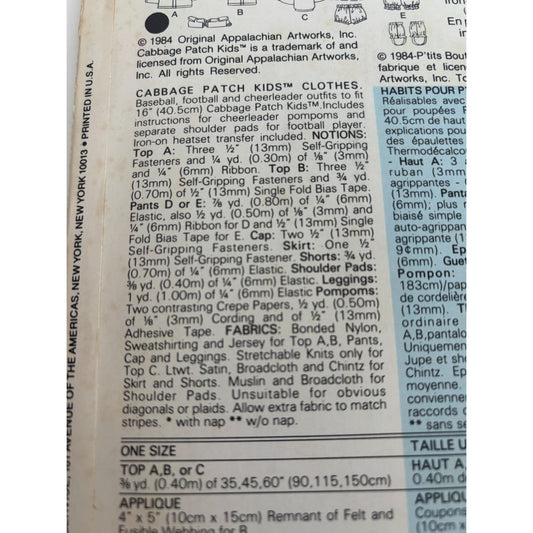 A
B
E
© 1984 Original Appalachian Artworks, Inc.
Cabbage Patch Kids™ is a trademark of and
licensed from Original Appalachian Artworks,
Inc. All rights Reserved.
CABBAGE PATCH KIDS™ CLOTHES.
Baseball, football and cheerleader outfits to fit
16" (40.5cm) Cabbage Patch Kids™. Includes
instructions for cheerleader pompoms and
separate shoulder pads for football player.
Iron-on heatset transfer included. NOTIONS:
Top A: Three ½" (13mm) Self-Gripping
Fasteners and ¼ yd. (0.30m) of ⅛" (3mm) and
¼" (6mm) Ribbon. Top B: Three ½"
(13mm) Self-Gripping Fasteners and ¾ yd.
(0.70m) of ½" (13mm) Single Fold Bias Tape.
Pants D or E: ⅞ yd. (0.80m) of ¼" (6mm)
Elastic, also ½ yd. (0.50m) of ⅛" (3mm) and
¼" (6mm) Ribbon for D and ½" (13mm) Single
Fold Bias Tape for E. Cap: Two ½" (13mm)
Self-Gripping Fasteners. Skirt: One ½"
(13mm) Self-Gripping Fastener. Shorts: ¾ yd.
(0.70m) of ¼" (6mm) Elastic. Shoulder Pads:
⅜ yd. (0.40m) of ¼" (6mm) Elastic. Leggings:
1 yd. (1.00m) of ¼" (6mm) Elastic Pompoms:
Two contrasting Crepe Papers, ½ yd. (0.50m)
of ⅛" (3mm) Cording and of ½" (13mm)
Adhesive Tape. FABRICS: Bonded Nylon,
Sweatshirting and Jersey for Top A,B, Pants,
Cap and Leggings. Stretchable Knits only for
Top C. Ltwt. Satin, Broadcloth and Chintz for
Skirt and Shorts. Muslin and Broadcloth for
Shoulder Pads. Unsuitable for obvious
diagonals or plaids. Allow extra fabric to match
stripes. * with nap ** w/o nap.
ONE SIZE
TOP A,B, or C
⅜ yd. (0.40m) of 35,45,60" (90,115,150cm)
APPLIQUE
4" x 5" (10cm x 15cm) Remnant of Felt and
Fusible Webbing for B
En
© 1984-P'tits Bout
fabrique et licen
Artworks, Inc. To
HABITS POUR P
Réalisables avec
pour poupées P
40.5cm de haut
explications pou
des épaulettes
Thermodécalco
- Haut A: 3 a
ruban (3mm
agrippantes -
(13mm). Panta
(6mm); plus r
biaisé simple
auto-agrippan
agrippante (1
9¢mm). Ep
(6mm). Guet
Pompon:
183cm)/pap
de cordeliè
(13mm). T
ordinaire
A,B,pantalo
Uniquemen
Jupe et sho
Chintz. Ep
moyenne.
convienner
raccords d
** sans se
TAILLE U
HAUT A,
0.40m de
APPLIQU
Coupons
(10cm x
AVENUE OF THE AMERICAS, NEW YORK, NEW YORK 10013 • PRINTED IN U.S.A.